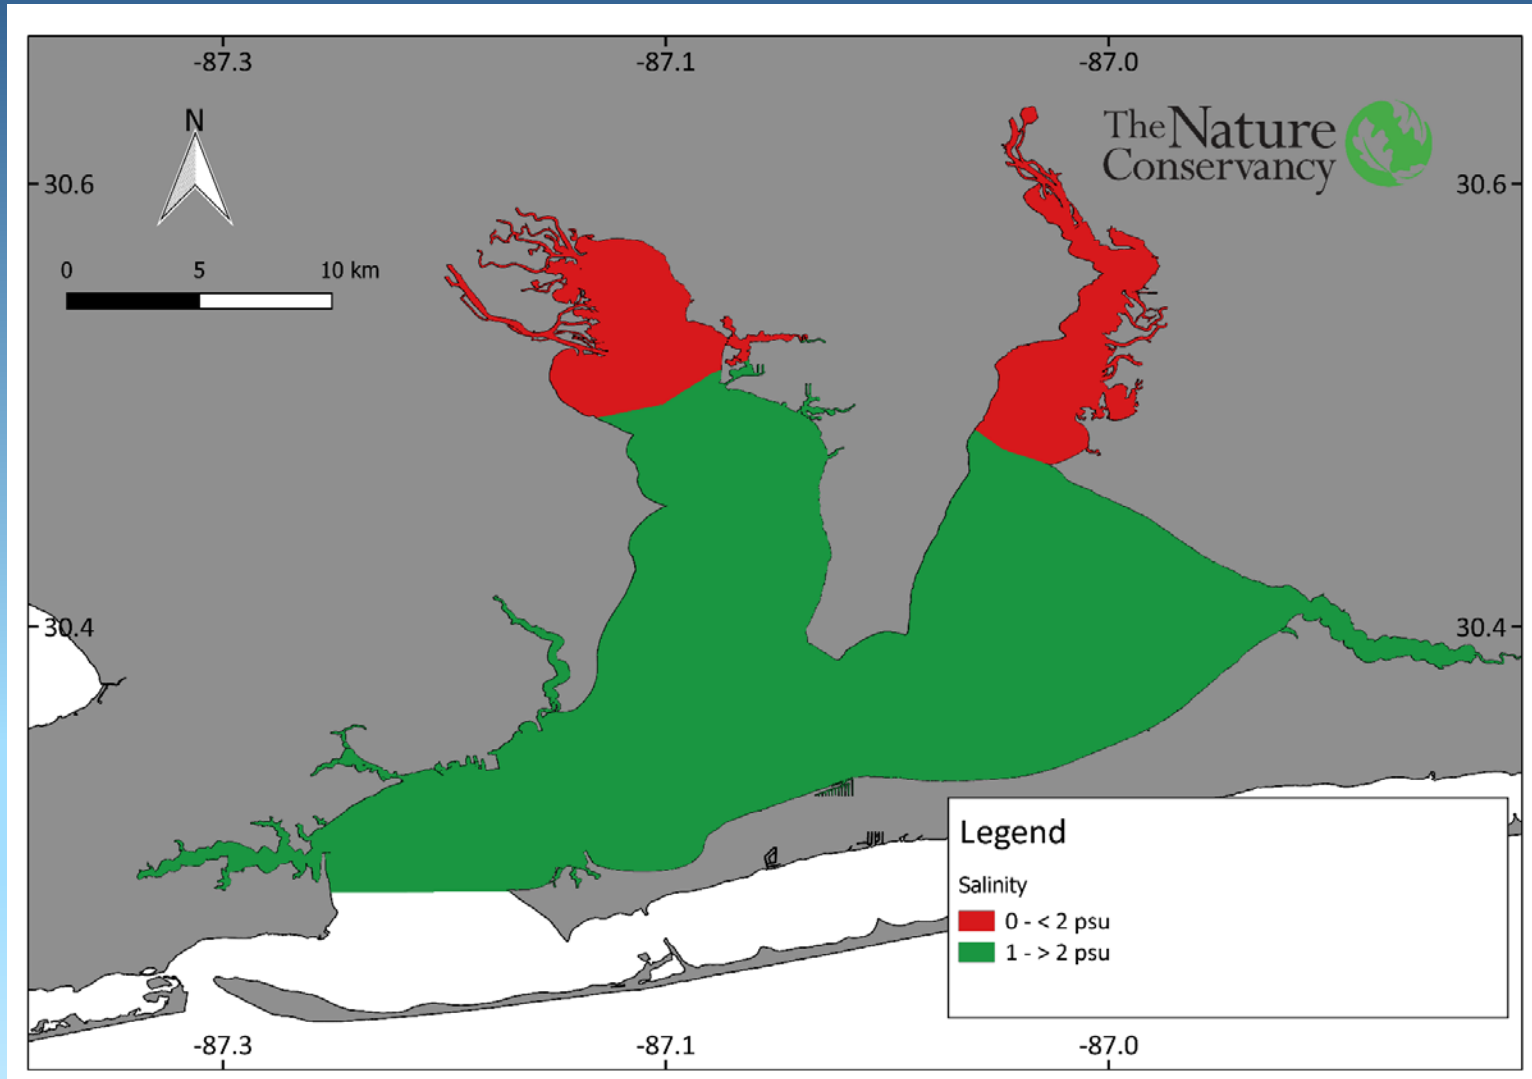 -87.3 -87.1 -87.0
N
The Nature
Conservancy
30.6 30.6
0 5 10 km
30.4 30.4
Legend
Salinity
0 - < 2 psu
1 - > 2 psu
-87.3 -87.1 -87.0